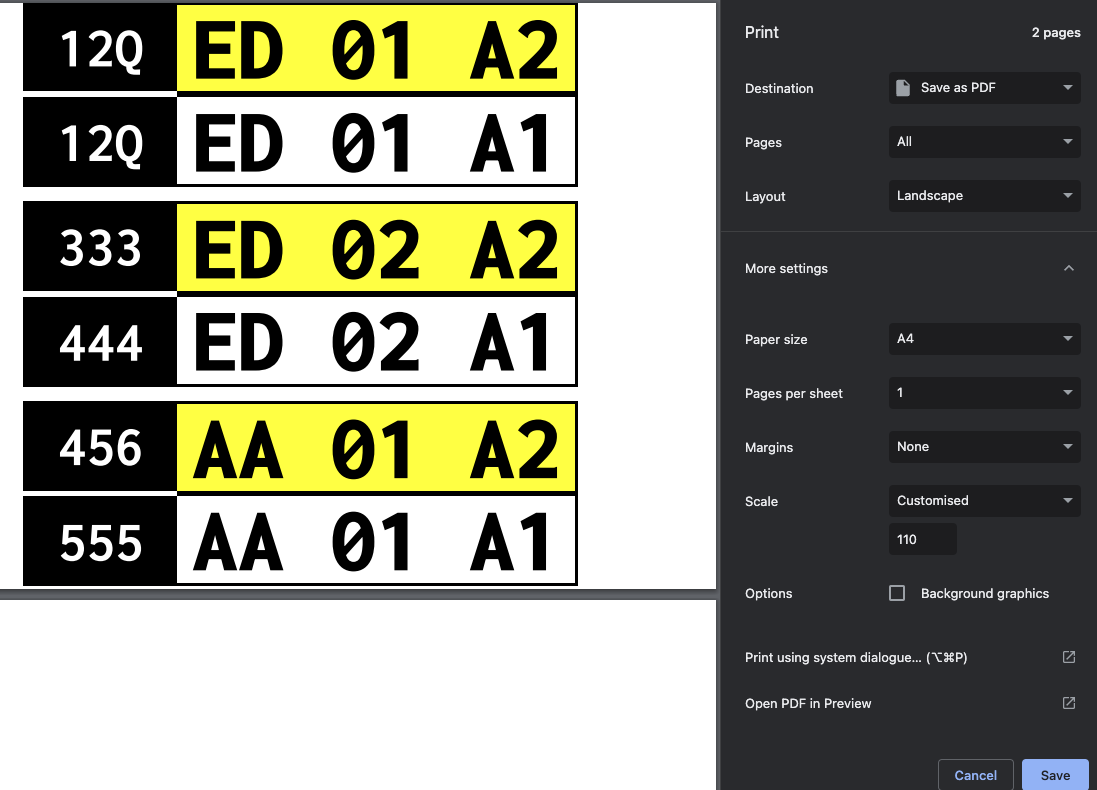 12Q ED 01 A2
12Q ED 01 A1
333 ED 02 A2
444 ED 02 A1
456 AA 01 A2
555 AA 01 A1
Print 2 pages
Destination Save as PDF
Pages All
Layout Landscape
More settings
Paper size A4
Pages per sheet 1
Margins None
Scale Customised
110
Options Background graphics
Print using system dialogue... (⌥⌘P)
Open PDF in Preview
Cancel Save